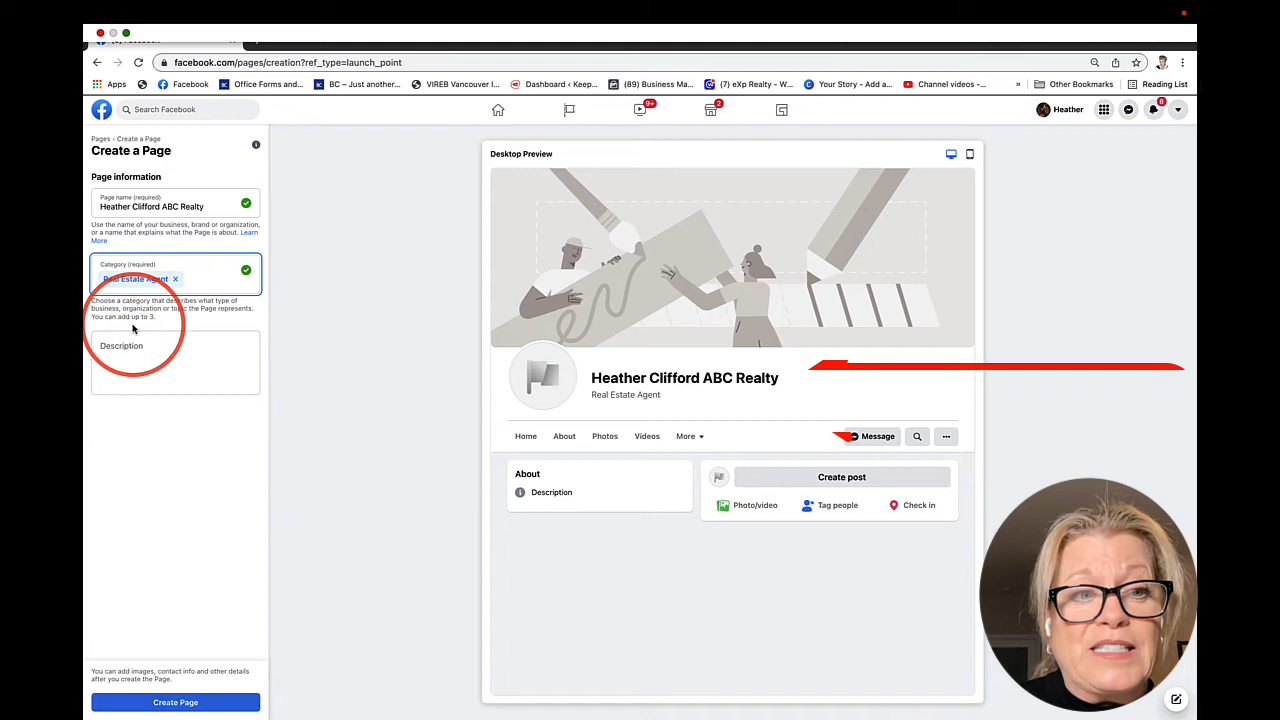 facebook.com/pages/creation?ref_type=launch_point
Apps Facebook Office Forms and... BC – Just another... VIREB Vancouver I... Dashboard ‹ Keep... (89) Business Ma... (7) eXp Realty - We... Your Story - Add a... Channel videos -... » Other Bookmarks Reading List
Search Facebook
9+
2
Heather
8
Pages › Create a Page
Create a Page
Page information
Page name (required)
Heather Clifford ABC Realty
Use the name of your business, brand or organization,
or a name that explains what the Page is about. Learn
More
Category (required)
Real Estate Agent ×
Choose a category that describes what type of
business, organization or topic the Page represents.
You can add up to 3.
Description
You can add images, contact info and other details
after you create the Page.
Create Page
Desktop Preview
Heather Clifford ABC Realty
Real Estate Agent
Home About Photos Videos More
Message
About
Description
Create post
Photo/video Tag people Check in